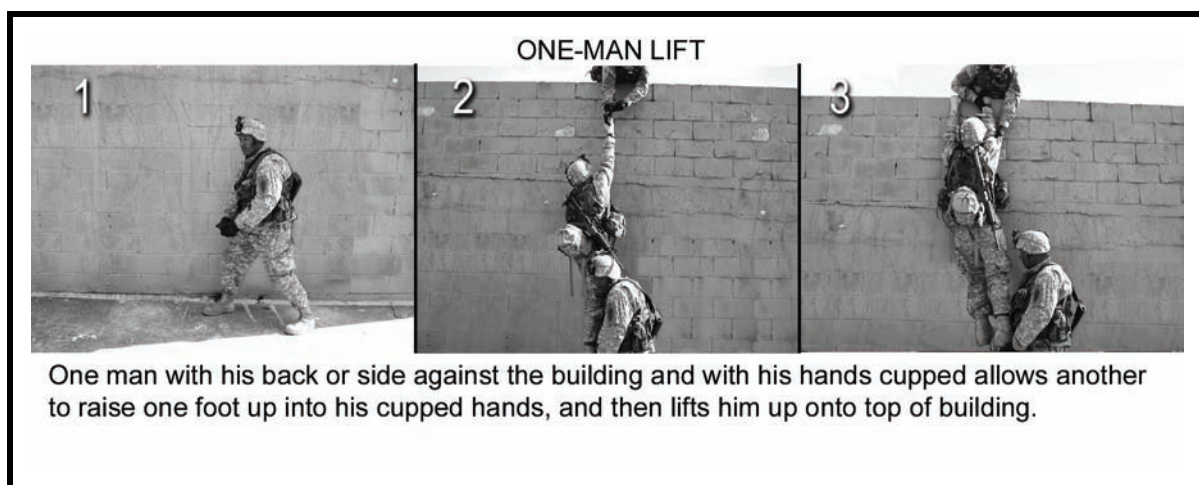 ONE-MAN LIFT
1 2 3
One man with his back or side against the building and with his hands cupped allows another
to raise one foot up into his cupped hands, and then lifts him up onto top of building.